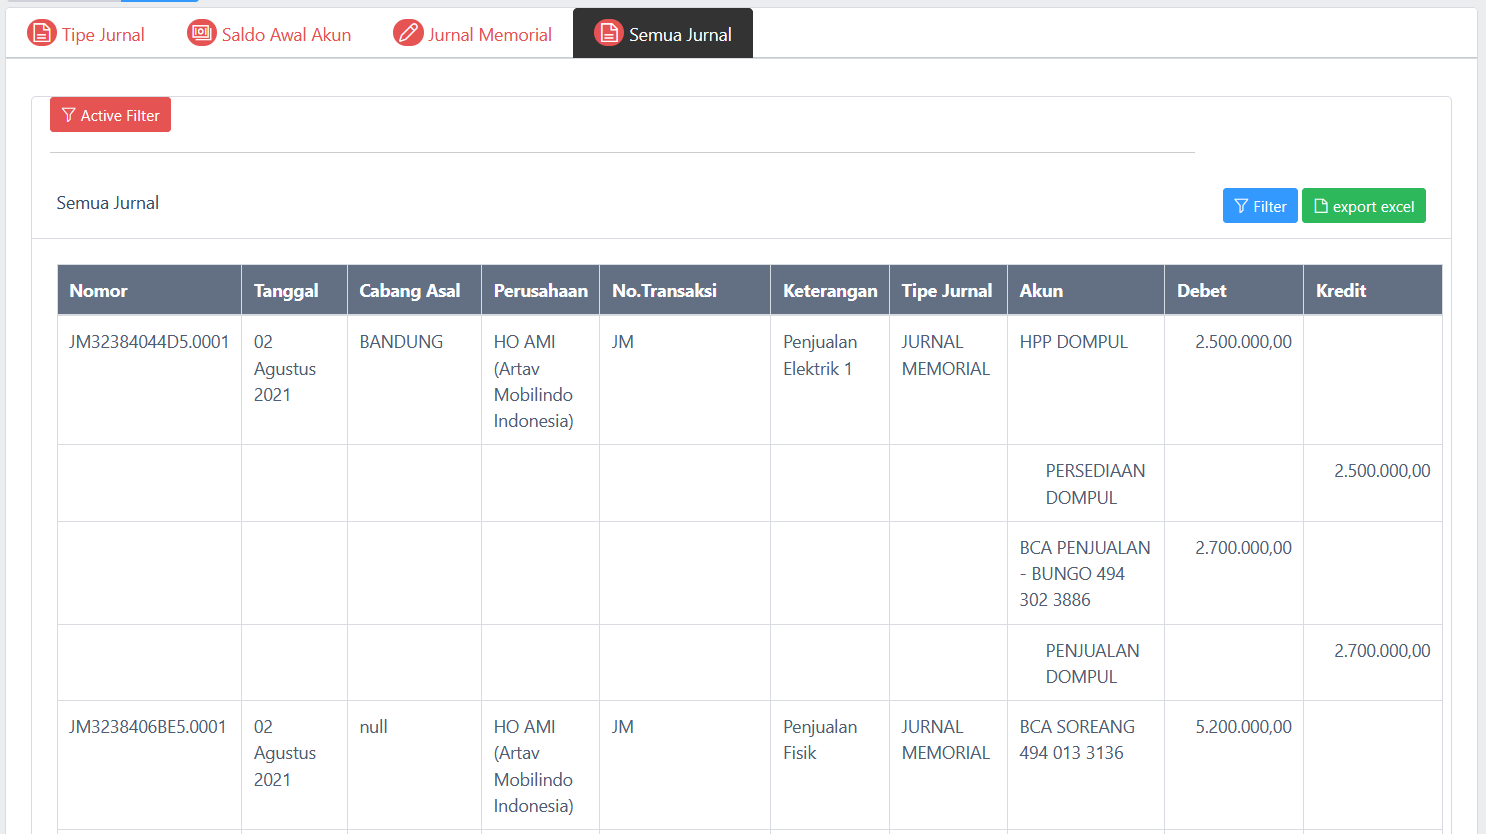 Tipe Jurnal Saldo Awal Akun Jurnal Memorial Semua Jurnal
Active Filter
Semua Jurnal
Filter export excel
Nomor Tanggal Cabang Asal Perusahaan No.Transaksi Keterangan Tipe Jurnal Akun Debet Kredit
JM32384044D5.0001 02 BANDUNG HO AMI JM Penjualan JURNAL HPP DOMPUL 2.500.000,00
Agustus (Artav Elektrik 1 MEMORIAL
2021 Mobilindo
Indonesia)
PERSEDIAAN 2.500.000,00
DOMPUL
BCA PENJUALAN 2.700.000,00
- BUNGO 494
302 3886
PENJUALAN 2.700.000,00
DOMPUL
JM3238406BE5.0001 02 null HO AMI JM Penjualan JURNAL BCA SOREANG 5.200.000,00
Agustus (Artav Fisik MEMORIAL 494 013 3136
2021 Mobilindo
Indonesia)